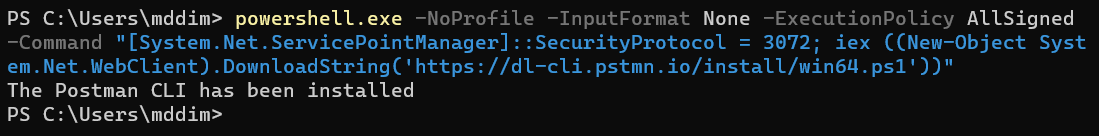 PS C:\Users\mddim> powershell.exe -NoProfile -InputFormat None -ExecutionPolicy AllSigned
-Command "[System.Net.ServicePointManager]::SecurityProtocol = 3072; iex ((New-Object Syst
em.Net.WebClient).DownloadString('https://dl-cli.pstmn.io/install/win64.ps1'))"
The Postman CLI has been installed
PS C:\Users\mddim>